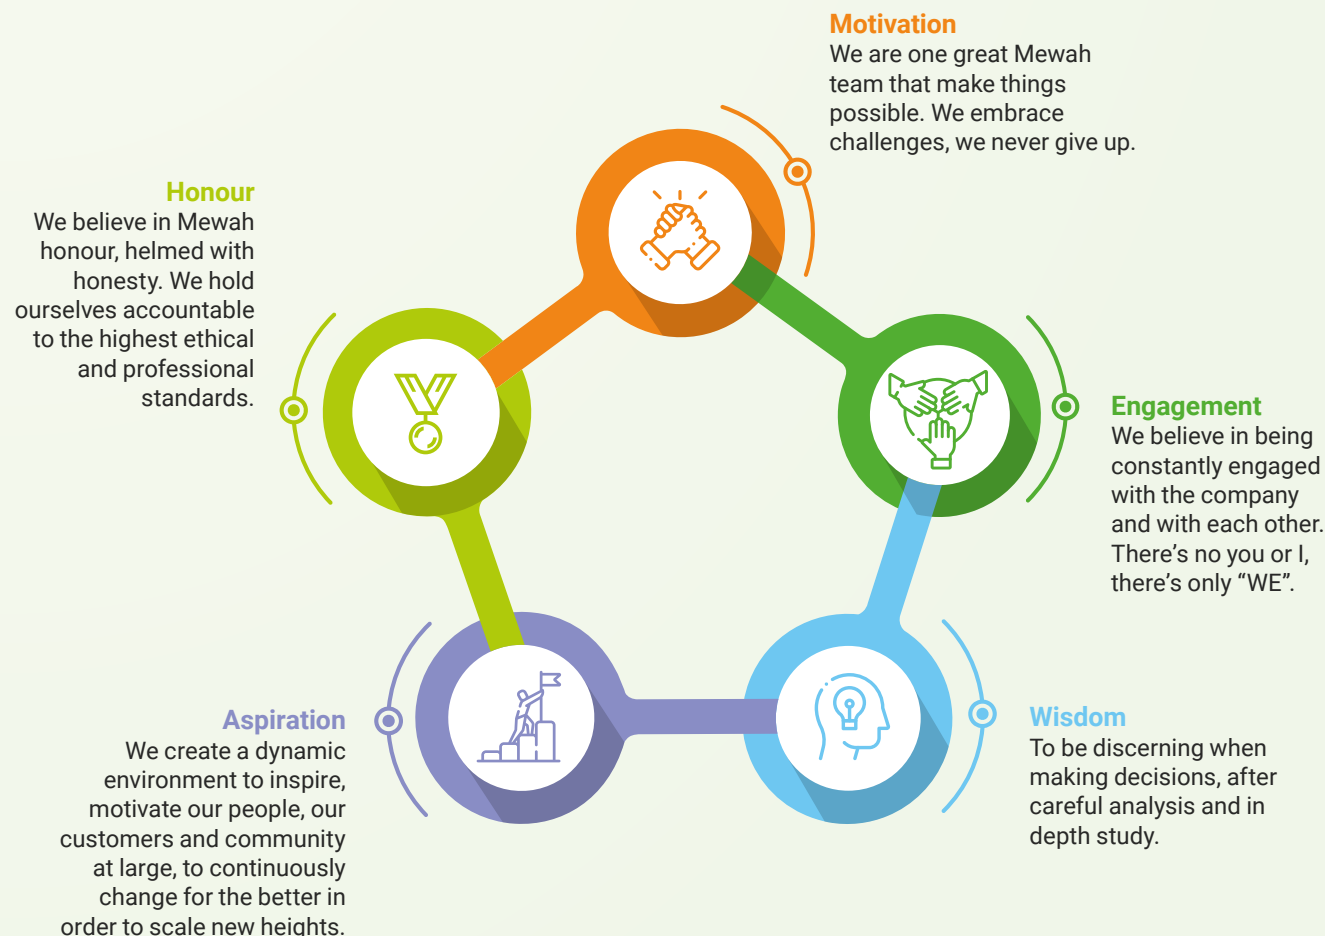 Motivation
We are one great Mewah
team that make things
possible. We embrace
challenges, we never give up.
Engagement
We believe in being
constantly engaged
with the company
and with each other.
There’s no you or I,
there’s only “WE”.
Wisdom
To be discerning when
making decisions, after
careful analysis and in
depth study.
Aspiration
We create a dynamic
environment to inspire,
motivate our people, our
customers and community
at large, to continuously
change for the better in
order to scale new heights.
Honour
We believe in Mewah
honour, helmed with
honesty. We hold
ourselves accountable
to the highest ethical
and professional
standards.